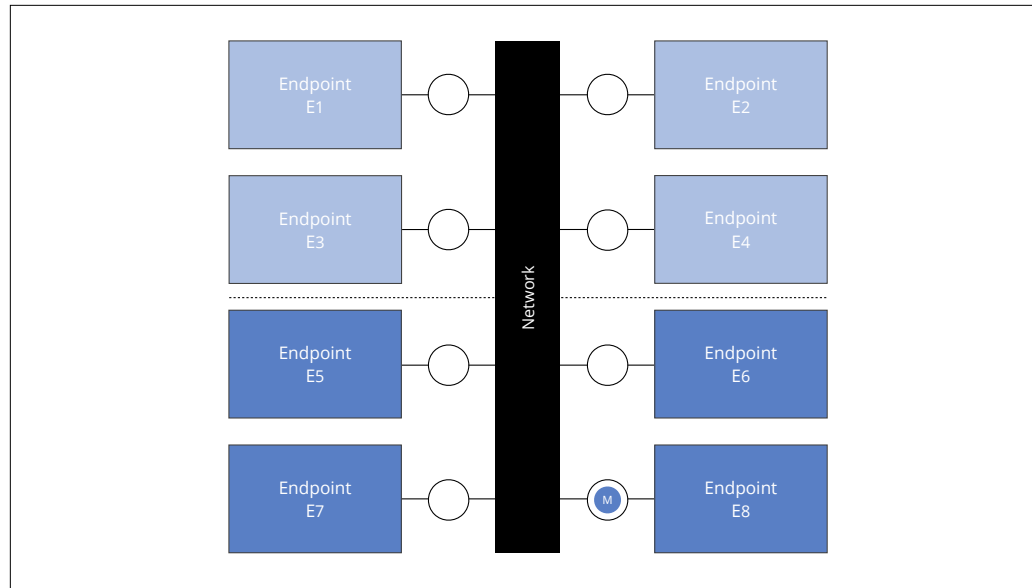 Endpoint
E1
Endpoint
E2
Endpoint
E3
Endpoint
E4
Network
Endpoint
E5
Endpoint
E6
Endpoint
E7
M
Endpoint
E8